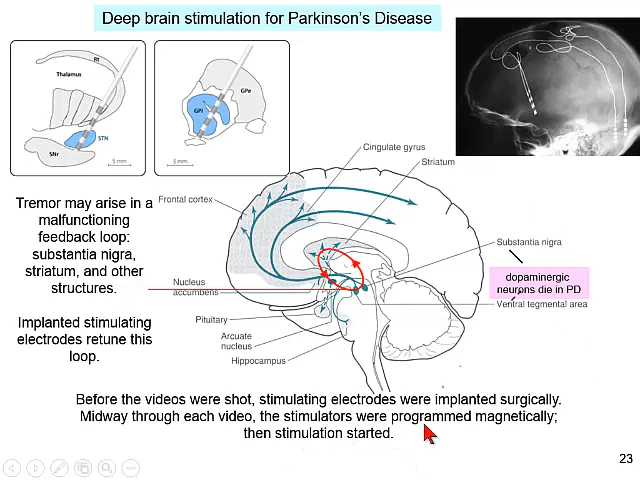 Deep brain stimulation for Parkinson's Disease
Rt
Thalamus
STN
SNr
5 mm
GPe
GPi
5 mm
Tremor may arise in a
malfunctioning
feedback loop:
substantia nigra,
striatum, and other
structures.
Implanted stimulating
electrodes retune this
loop.
Cingulate gyrus
Striatum
Frontal cortex
Substantia nigra
dopaminergic
neurons die in PD
Ventral tegmental area
Nucleus
accumbens
Pituitary
Arcuate
nucleus
Hippocampus
Before the videos were shot, stimulating electrodes were implanted surgically.
Midway through each video, the stimulators were programmed magnetically;
then stimulation started.
23